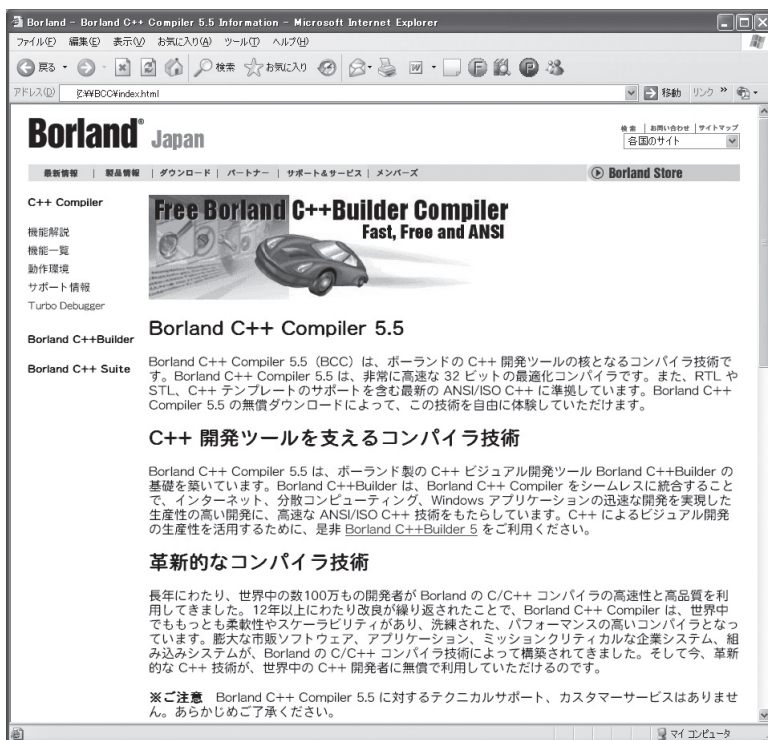 Borland - Borland C++ Compiler 5.5 Information - Microsoft Internet Explorer
ファイル(F) 編集(E) 表示(V) お気に入り(A) ツール(T) ヘルプ(H)
戻る 検索 お気に入り
アドレス(D) Z:¥¥BCC¥index.html 移動 リンク »
Borland® Japan
検索 | お問い合わせ | サイトマップ
各国のサイト
最新情報 | 製品情報 | ダウンロード | パートナー | サポート&サービス | メンバーズ
Borland Store
C++ Compiler
機能解説
機能一覧
動作環境
サポート情報
Turbo Debugger
Borland C++Builder
Borland C++ Suite
Free Borland C++Builder Compiler
Fast, Free and ANSI
Borland C++ Compiler 5.5
Borland C++ Compiler 5.5（BCC）は、ボーランドの C++ 開発ツールの核となるコンパイラ技術で
す。Borland C++ Compiler 5.5 は、非常に高速な 32 ビットの最適化コンパイラです。また、RTL や
STL、C++ テンプレートのサポートを含む最新の ANSI/ISO C++ に準拠しています。Borland C++
Compiler 5.5 の無償ダウンロードによって、この技術を自由に体験していただけます。
C++ 開発ツールを支えるコンパイラ技術
Borland C++ Compiler 5.5 は、ボーランド製の C++ ビジュアル開発ツール Borland C++Builder の
基礎を築いています。Borland C++Builder は、Borland C++ Compiler をシームレスに統合すること
で、インターネット、分散コンピューティング、Windows アプリケーションの迅速な開発を実現した
生産性の高い開発に、高速な ANSI/ISO C++ 技術をもたらしています。C++ によるビジュアル開発
の生産性を活用するために、是非 Borland C++Builder 5 をご利用ください。
革新的なコンパイラ技術
長年にわたり、世界中の数100万もの開発者が Borland の C/C++ コンパイラの高速性と高品質を利
用してきました。12年以上にわたり改良が繰り返されたことで、Borland C++ Compiler は、世界中
でももっとも柔軟性やスケーラビリティがあり、洗練された、パフォーマンスの高いコンパイラとなっ
ています。膨大な市販ソフトウェア、アプリケーション、ミッションクリティカルな企業システム、組
み込みシステムが、Borland の C/C++ コンパイラ技術によって構築されてきました。そして今、革新
的な C++ 技術が、世界中の C++ 開発者に無償で利用していただけるのです。
※ご注意 Borland C++ Compiler 5.5 に対するテクニカルサポート、カスタマーサービスはありませ
ん。あらかじめご了承ください。
マイ コンピュータ